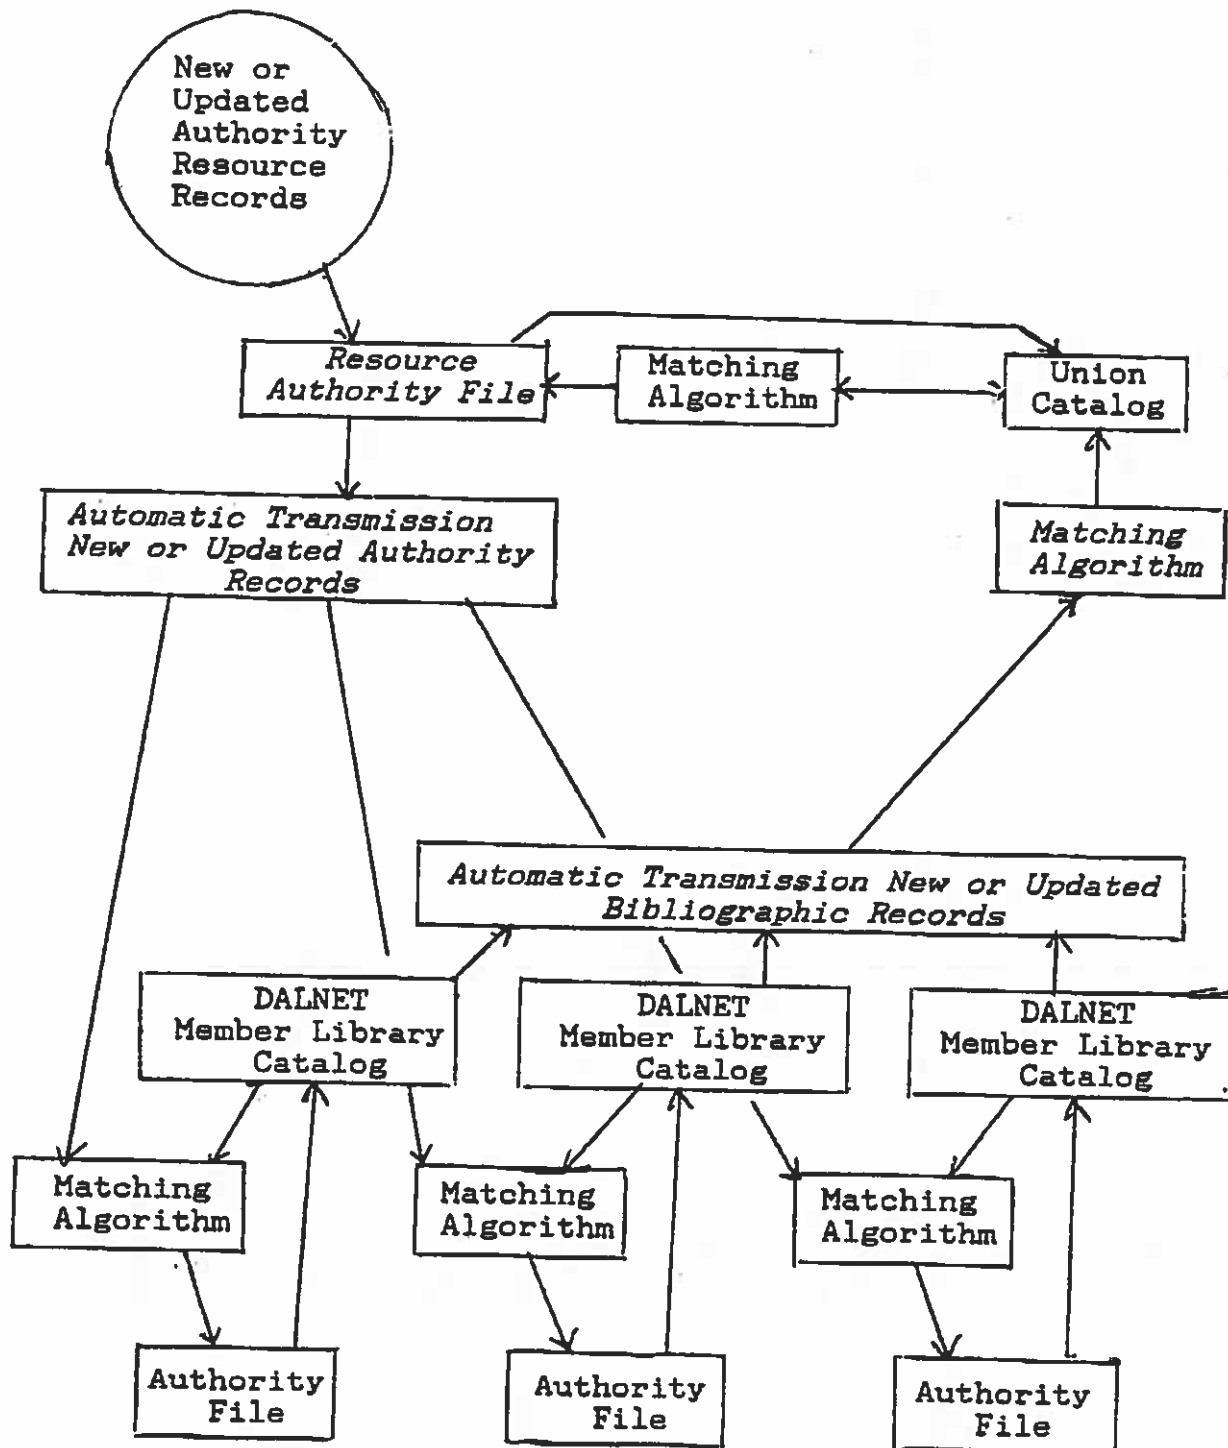 New or
Updated
Authority
Resource
Records
Resource
Authority File
Matching
Algorithm
Union
Catalog
Automatic Transmission
New or Updated Authority
Records
Matching
Algorithm
Automatic Transmission New or Updated
Bibliographic Records
DALNET
Member Library
Catalog
DALNET
Member Library
Catalog
DALNET
Member Library
Catalog
Matching
Algorithm
Matching
Algorithm
Matching
Algorithm
Authority
File
Authority
File
Authority
File